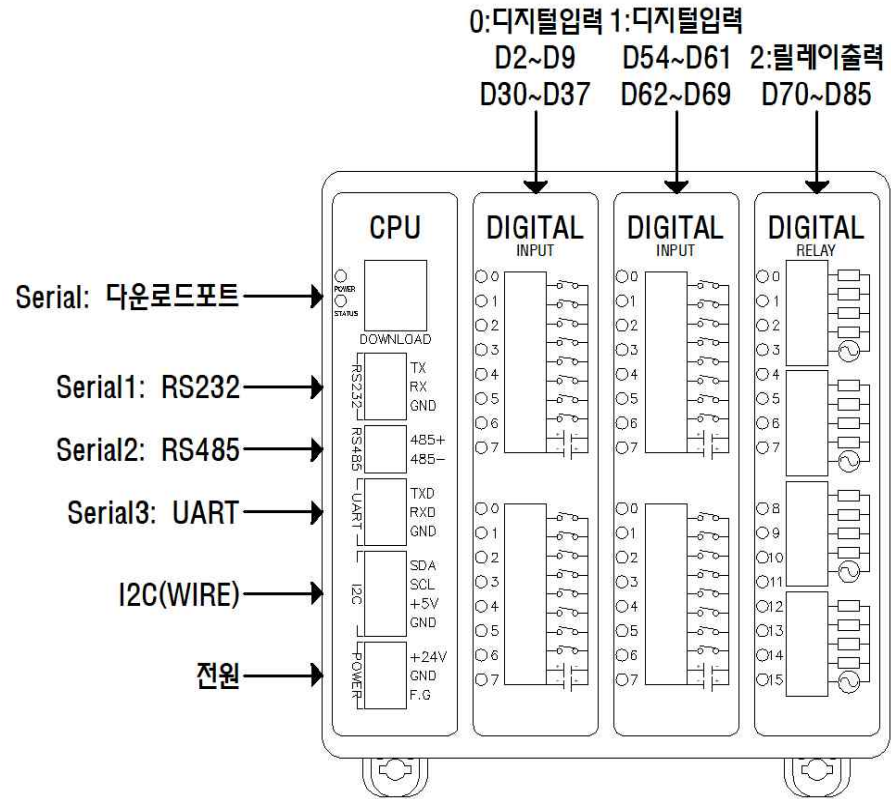 0:디지털입력 1:디지털입력
D2~D9 D54~D61 2:릴레이출력
D30~D37 D62~D69 D70~D85
CPU
POWER
STATUS
DOWNLOAD
Serial: 다운로드포트
Serial1: RS232
RS232
TX
RX
GND
Serial2: RS485
RS485
485+
485-
Serial3: UART
UART
TXD
RXD
GND
I2C(WIRE)
I2C
SDA
SCL
+5V
GND
전원
POWER
+24V
GND
F.G
DIGITAL
INPUT
0
1
2
3
4
5
6
7
0
1
2
3
4
5
6
7
DIGITAL
INPUT
0
1
2
3
4
5
6
7
0
1
2
3
4
5
6
7
DIGITAL
RELAY
0
1
2
3
4
5
6
7
8
9
10
11
12
13
14
15